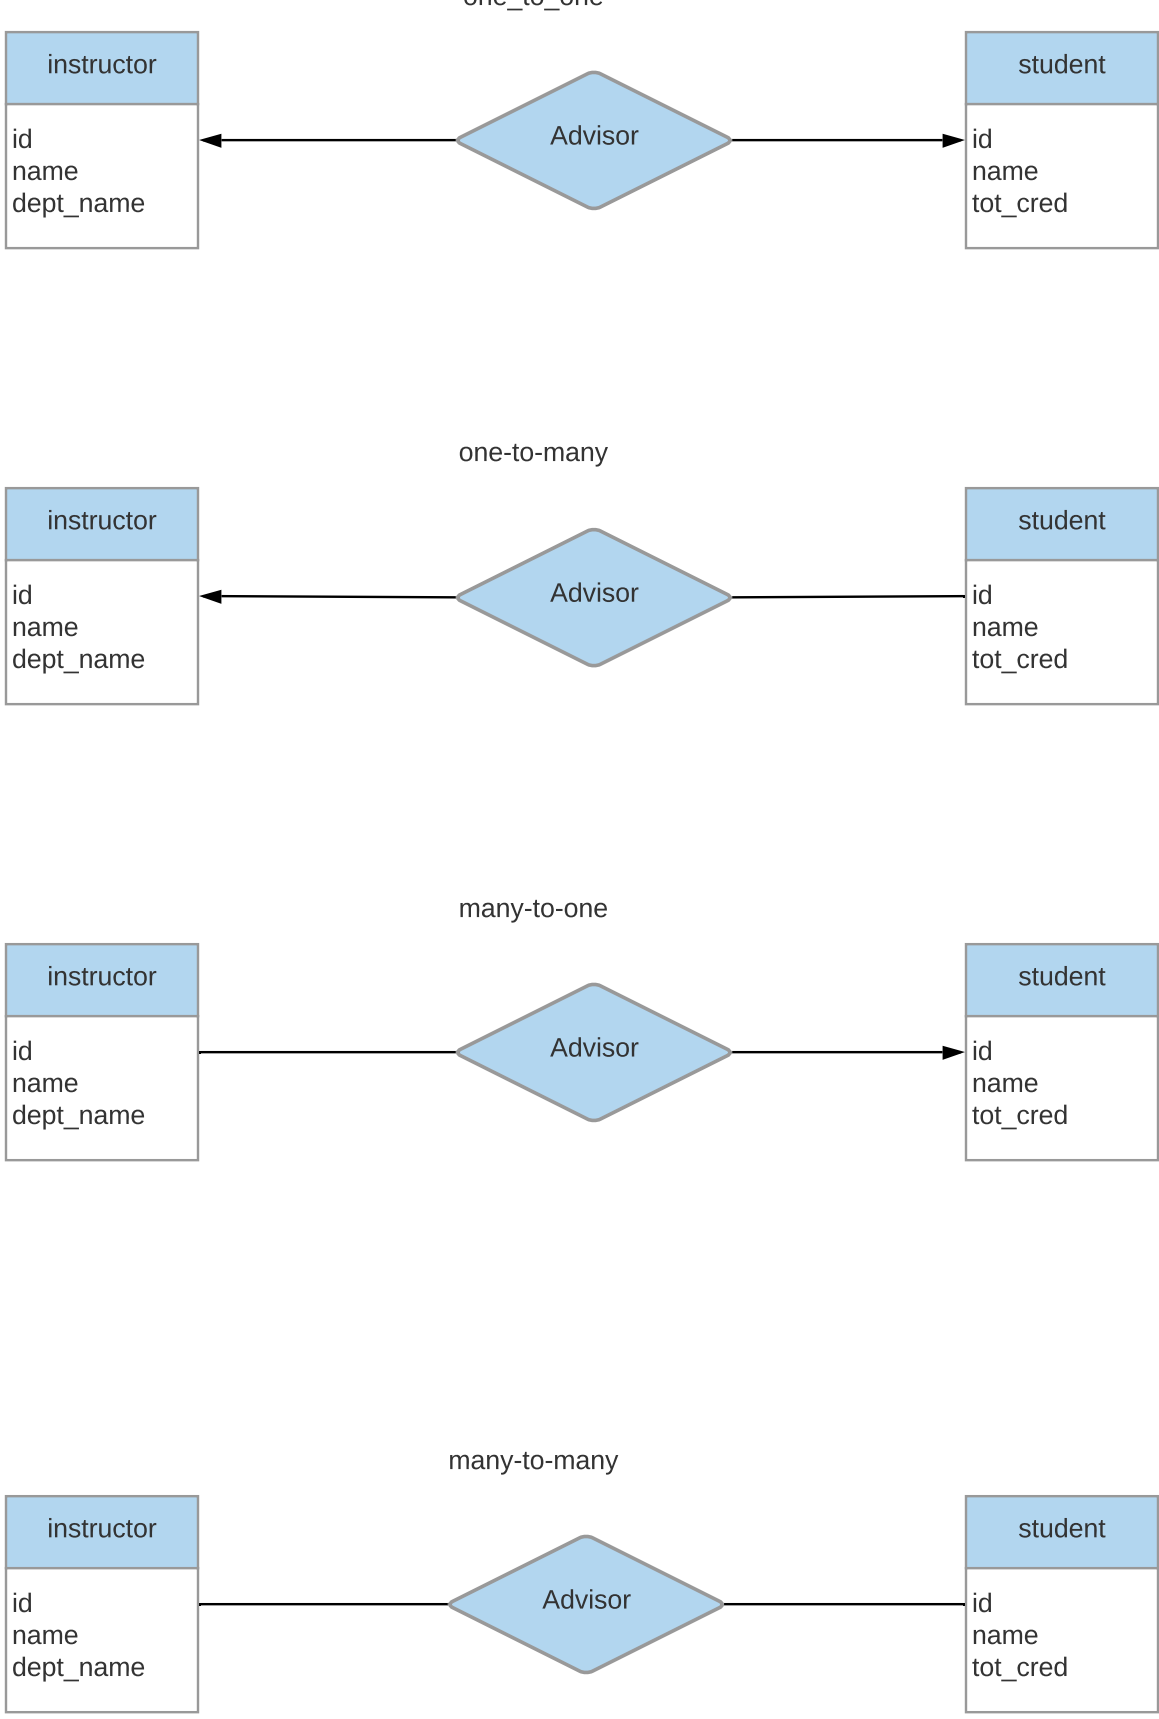 one_to_one
instructor
student
Advisor
id
name
dept_name
id
name
tot_cred
one-to-many
instructor
student
Advisor
id
name
dept_name
id
name
tot_cred
many-to-one
instructor
student
Advisor
id
name
dept_name
id
name
tot_cred
many-to-many
instructor
student
Advisor
id
name
dept_name
id
name
tot_cred